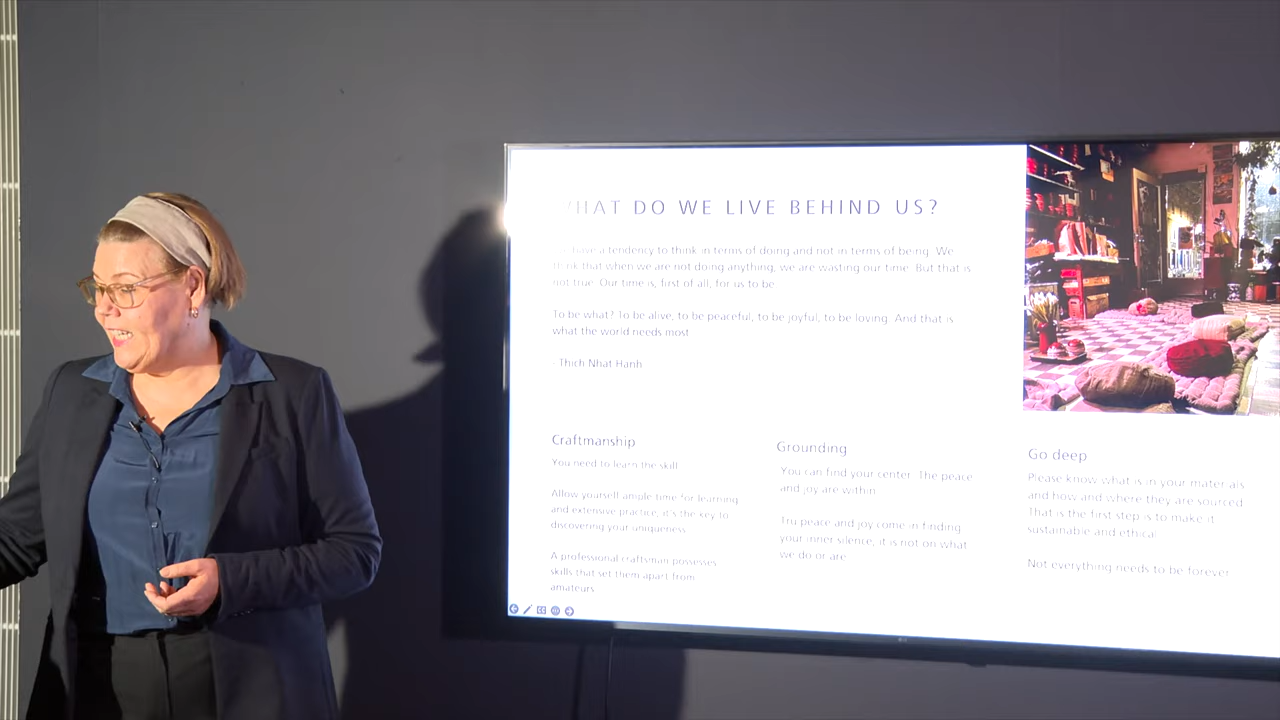 WHAT DO WE LIVE BEHIND US?
We have a tendency to think in terms of doing and not in terms of being. We
think that when we are not doing anything, we are wasting our time. But that is
not true. Our time is, first of all, for us to be.
To be what? To be alive, to be peaceful, to be joyful, to be loving. And that is
what the world needs most.
- Thich Nhat Hanh
Craftmanship
You need to learn the skill.
Allow yourself ample time for learning
and extensive practice, it's the key to
discovering your uniqueness.
A professional craftsman possesses
skills that set them apart from
amateurs.
Grounding
You can find your center. The peace
and joy are within.
Tru peace and joy come in finding
your inner silence, it is not on what
we do or are.
Go deep
Please know what is in your materials
and how and where they are sourced.
That is the first step is to make it
sustainable and ethical.
Not everything needs to be forever.